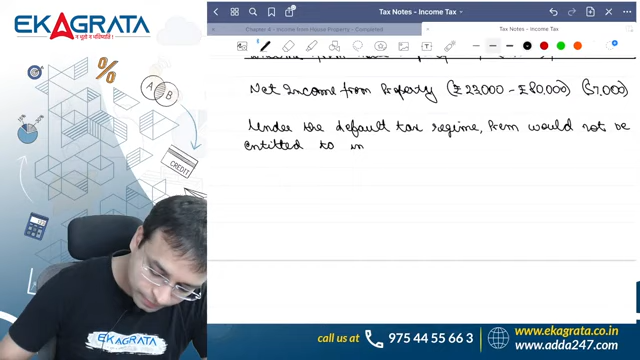 EKAGRATA
Tax Notes - Income Tax
Chapter 4 - Income from House Property - Completed
Tax Notes - Income Tax
Net Income from Property (₹ 23,000 - ₹ 80,000) (57,000)
Under the default tax regime, Prem would not be
entitled to in
%
A
B
CREDIT
EKAGRATA
call us at 975 44 55 66 3
www.ekagrata.co.in
www.adda247.com